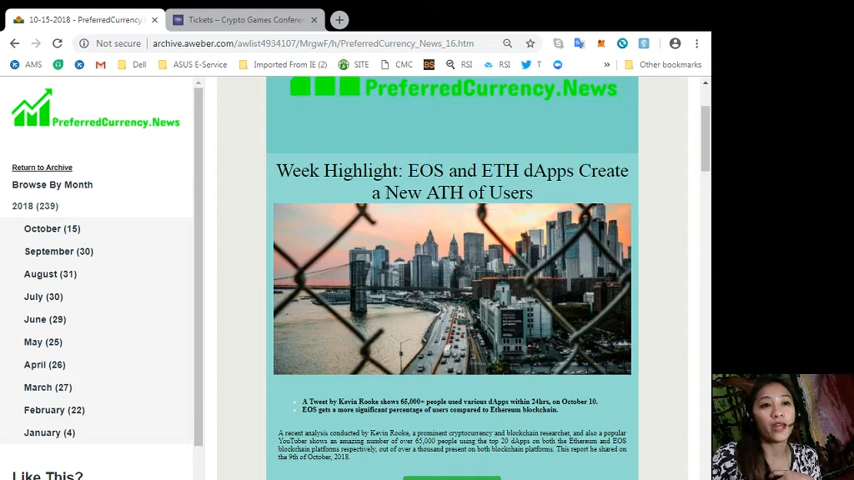 10-15-2018 - PreferredCurrency.
Tickets – Crypto Games Confere
Not secure
archive.aweber.com/awlist4934107/MrgwF/h/PreferredCurrency_News_16.htm
AMS
Dell
ASUS E-Service
Imported From IE (2)
SITE
CMC
BS
RSI
RSI
T
»
Other bookmarks
PreferredCurrency.News
Return to Archive
Browse By Month
2018 (239)
October (15)
September (30)
August (31)
July (30)
June (29)
May (25)
April (26)
March (27)
February (22)
January (4)
Like This?
PreferredCurrency.News
Week Highlight: EOS and ETH dApps Create
a New ATH of Users
A Tweet by Kevin Rooke shows 65,000+ people used various dApps within 24hrs, on October 10.
EOS gets a more significant percentage of users compared to Ethereum blockchain.
A recent analysis conducted by Kevin Rooke, a prominent cryptocurrency and blockchain researcher, and also a popular
YouTuber shows an amazing number of over 65,000 people using the top 20 dApps on both the Ethereum and EOS
blockchain platforms respectively, out of over a thousand present on both blockchain platforms. This report he shared on
the 9th of October, 2018.